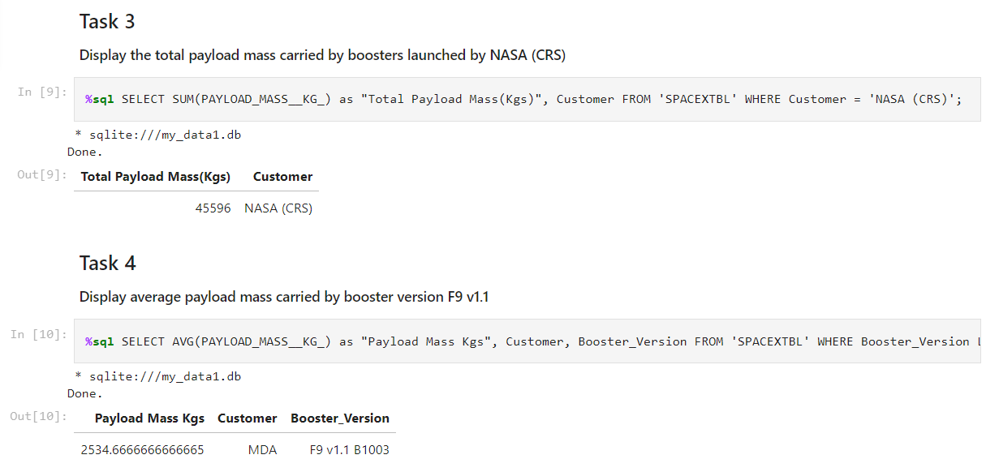 Task 3
Display the total payload mass carried by boosters launched by NASA (CRS)
In [9]: %sql SELECT SUM(PAYLOAD_MASS__KG_) as "Total Payload Mass(Kgs)", Customer FROM 'SPACEXTBL' WHERE Customer = 'NASA (CRS)';
* sqlite:///my_data1.db
Done.
Out[9]: Total Payload Mass(Kgs) Customer
45596 NASA (CRS)
Task 4
Display average payload mass carried by booster version F9 v1.1
In [10]: %sql SELECT AVG(PAYLOAD_MASS__KG_) as "Payload Mass Kgs", Customer, Booster_Version FROM 'SPACEXTBL' WHERE Booster_Version
* sqlite:///my_data1.db
Done.
Out[10]: Payload Mass Kgs Customer Booster_Version
2534.6666666666665 MDA F9 v1.1 B1003